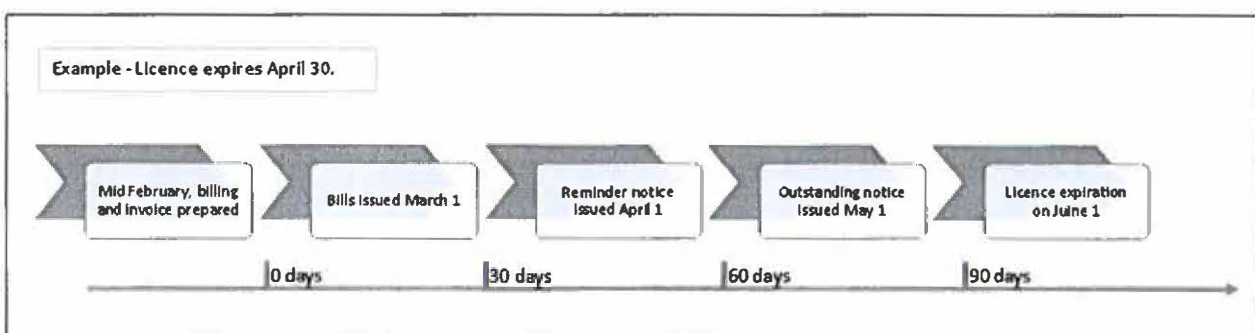 Example - Licence expires April 30.
Mid February, billing
and invoice prepared
Bills issued March 1
Reminder notice
issued April 1
Outstanding notice
issued May 1
Licence expiration
on June 1
0 days
30 days
60 days
90 days